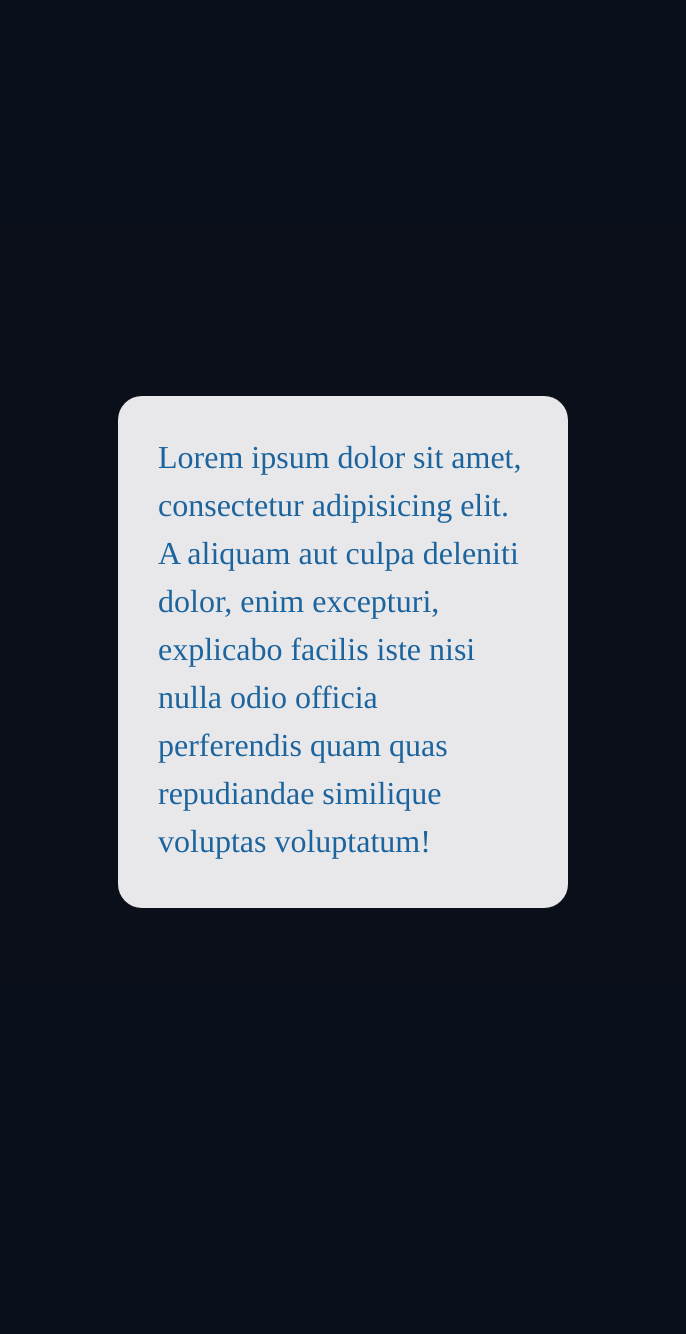 Lorem ipsum dolor sit amet,
consectetur adipisicing elit.
A aliquam aut culpa deleniti
dolor, enim excepturi,
explicabo facilis iste nisi
nulla odio officia
perferendis quam quas
repudiandae similique
voluptas voluptatum!